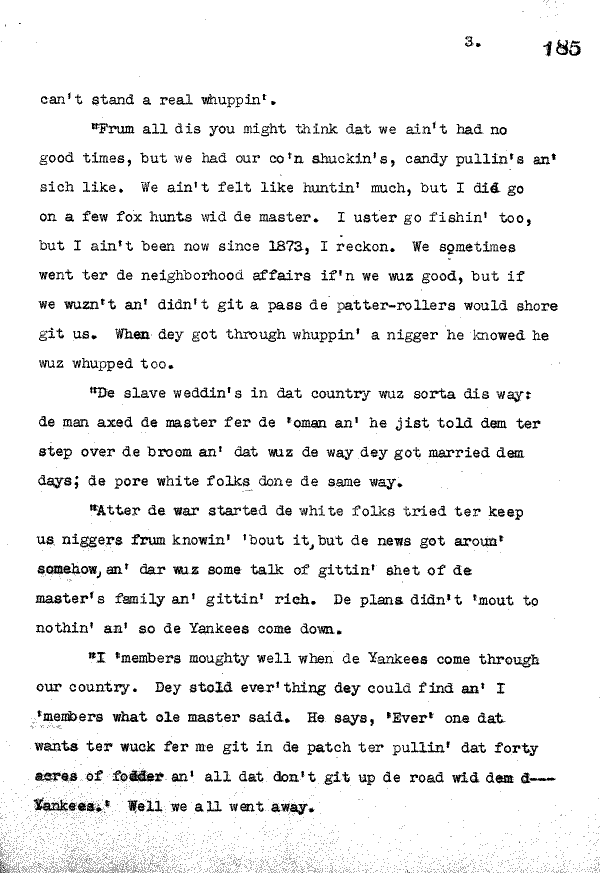 3. 185
can't stand a real whuppin'.
"Frum all dis you might think dat we ain't had no
good times, but we had our co'n shuckin's, candy pullin's an'
sich like. We ain't felt like huntin' much, but I did go
on a few fox hunts wid de master. I uster go fishin' too,
but I ain't been now since 1873, I reckon. We sometimes
went ter de neighborhood affairs if'n we wuz good, but if
we wuzn't an' didn't git a pass de patter-rollers would shore
git us. When dey got through whuppin' a nigger he knowed he
wuz whupped too.
"De slave weddin's in dat country wuz sorta dis way:
de man axed de master fer de 'oman an' he jist told dem ter
step over de broom an' dat wuz de way dey got married dem
days; de pore white folks done de same way.
"Atter de war started de white folks tried ter keep
us niggers frum knowin' 'bout it, but de news got aroun'
somehow, an' dar wuz some talk of gittin' shet of de
master's family an' gittin' rich. De plans didn't 'mout to
nothin' an' so de Yankees come down.
"I 'members moughty well when de Yankees come through
our country. Dey stold ever'thing dey could find an' I
'members what ole master said. He says, 'Ever' one dat
wants ter wuck fer me git in de patch ter pullin' dat forty
acres of fodder an' all dat don't git up de road wid dem d---
Yankees.' Well we all went away.